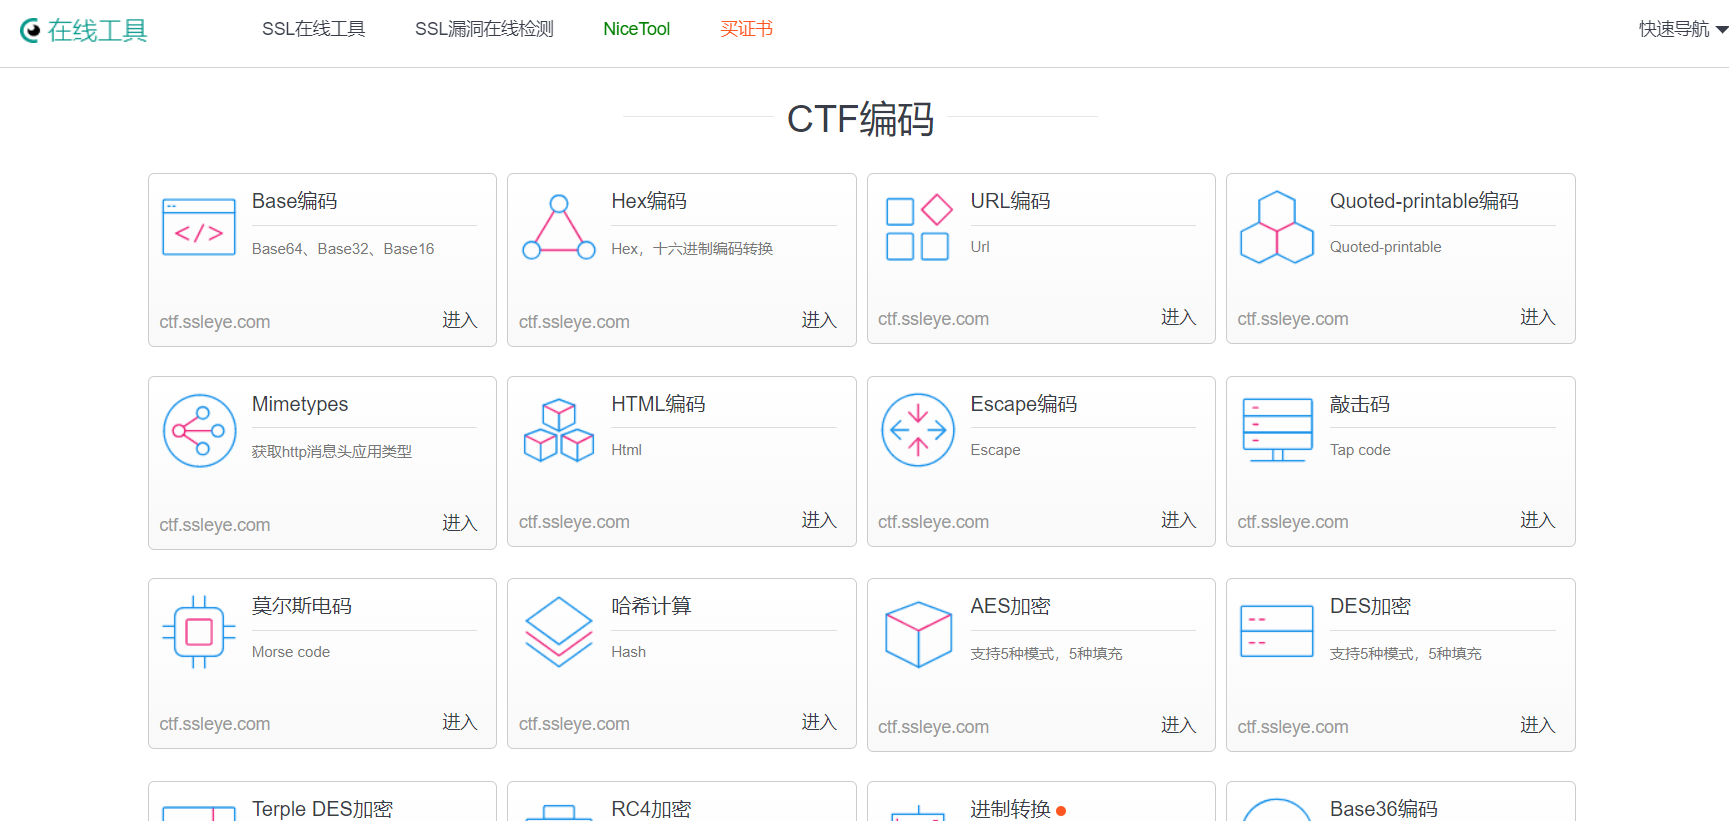 在线工具 SSL在线工具 SSL漏洞在线检测 NiceTool 买证书 快速导航
CTF编码
Base编码
Base64、Base32、Base16
ctf.ssleye.com 进入
Hex编码
Hex，十六进制编码转换
ctf.ssleye.com 进入
URL编码
Url
ctf.ssleye.com 进入
Quoted-printable编码
Quoted-printable
ctf.ssleye.com 进入
Mimetypes
获取http消息头应用类型
ctf.ssleye.com 进入
HTML编码
Html
ctf.ssleye.com 进入
Escape编码
Escape
ctf.ssleye.com 进入
敲击码
Tap code
ctf.ssleye.com 进入
莫尔斯电码
Morse code
ctf.ssleye.com 进入
哈希计算
Hash
ctf.ssleye.com 进入
AES加密
支持5种模式，5种填充
ctf.ssleye.com 进入
DES加密
支持5种模式，5种填充
ctf.ssleye.com 进入
Terple DES加密
RC4加密
进制转换
Base36编码